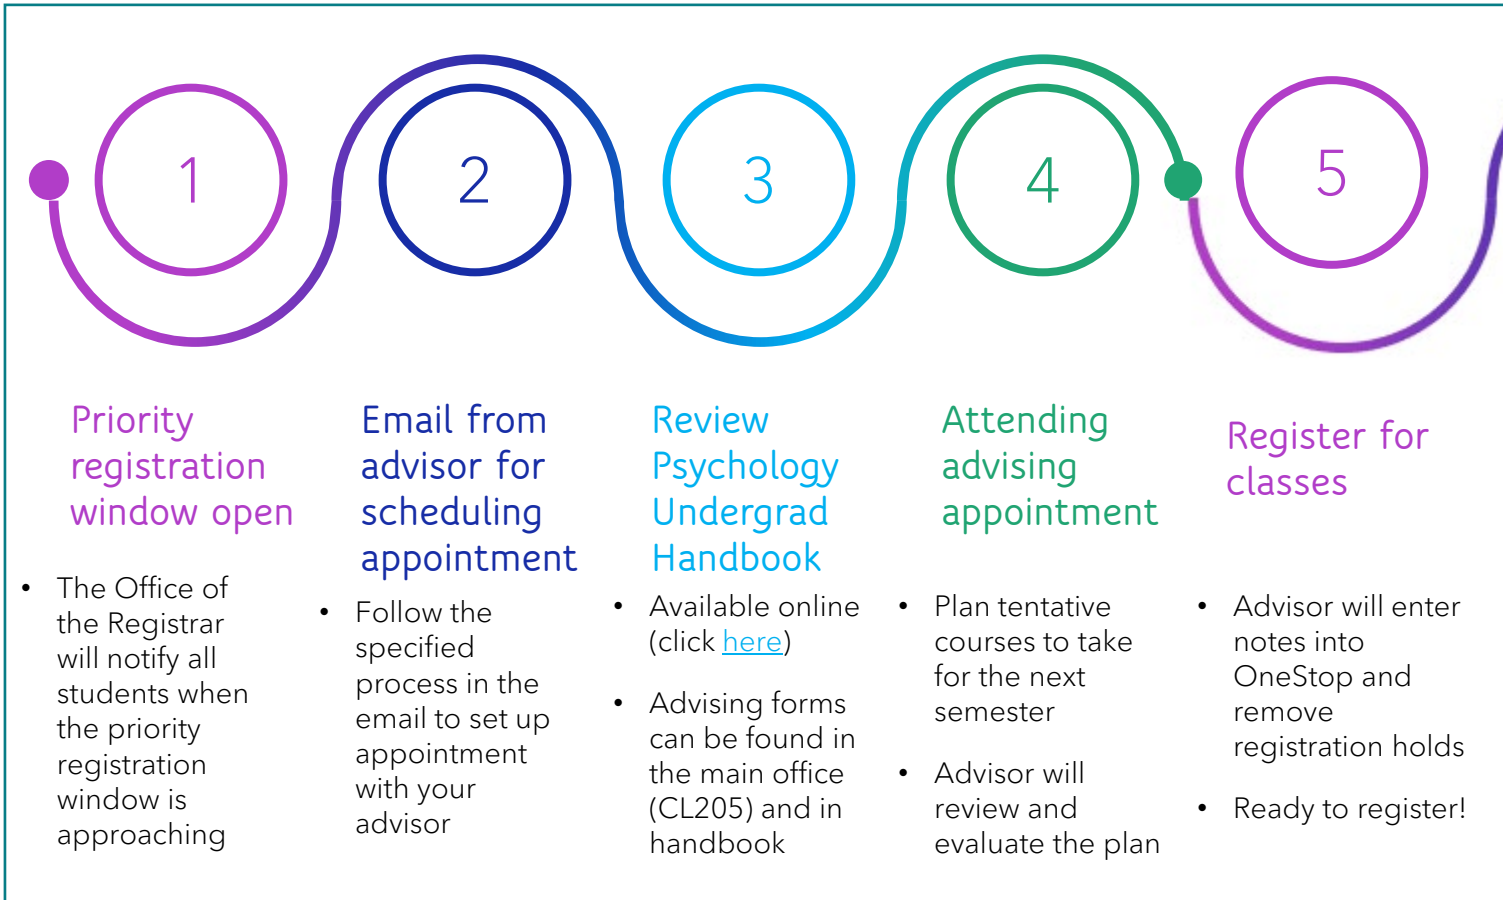 1
2
3
4
5
Priority
registration
window open
• The Office of
the Registrar
will notify all
students when
the priority
registration
window is
approaching
Email from
advisor for
scheduling
appointment
• Follow the
specified
process in the
email to set up
appointment
with your
advisor
Review
Psychology
Undergrad
Handbook
• Available online
(click here)
• Advising forms
can be found in
the main office
(CL205) and in
handbook
Attending
advising
appointment
• Plan tentative
courses to take
for the next
semester
• Advisor will
review and
evaluate the plan
Register for
classes
• Advisor will enter
notes into
OneStop and
remove
registration holds
• Ready to register!